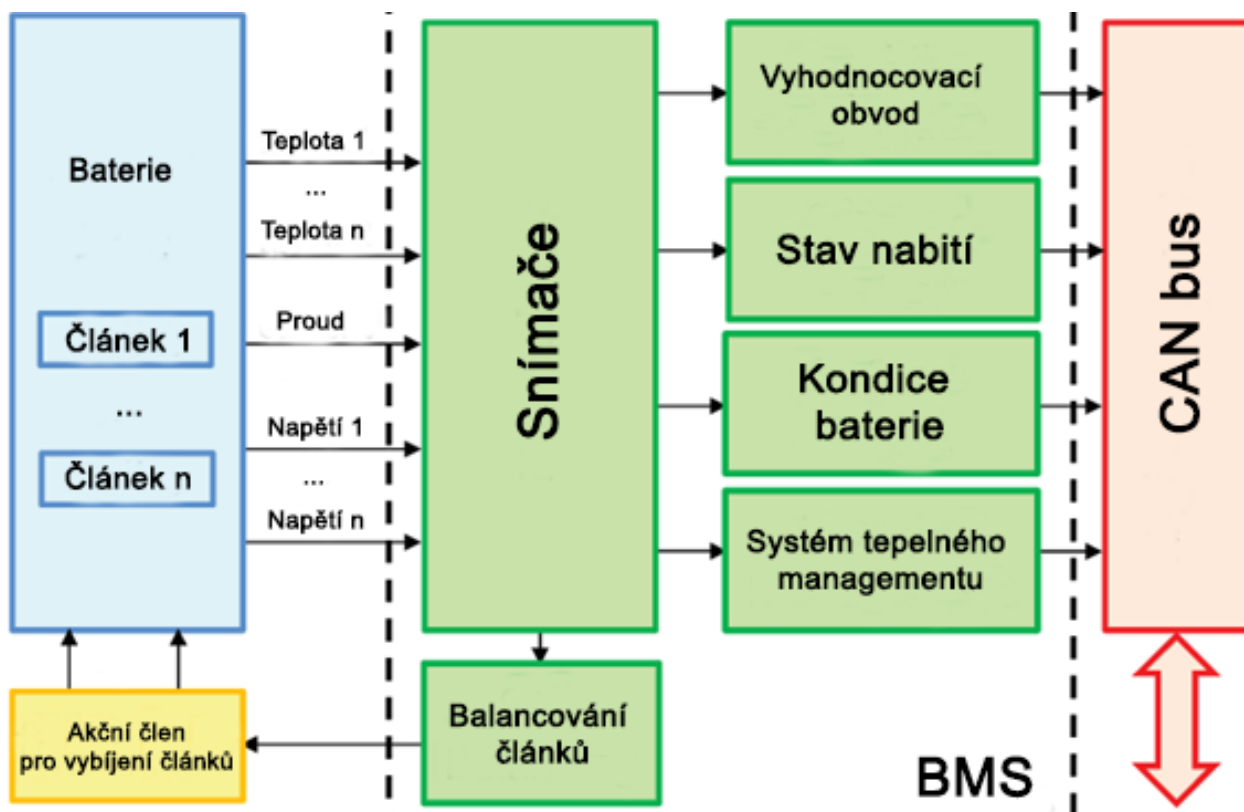 Baterie
Článek 1
...
Článek n
Teplota 1
...
Teplota n
Proud
Napětí 1
...
Napětí n
Snímače
Vyhodnocovací
obvod
Stav nabití
Kondice
baterie
Systém tepelného
managementu
CAN bus
Akční člen
pro vybíjení článků
Balancování
článků
BMS